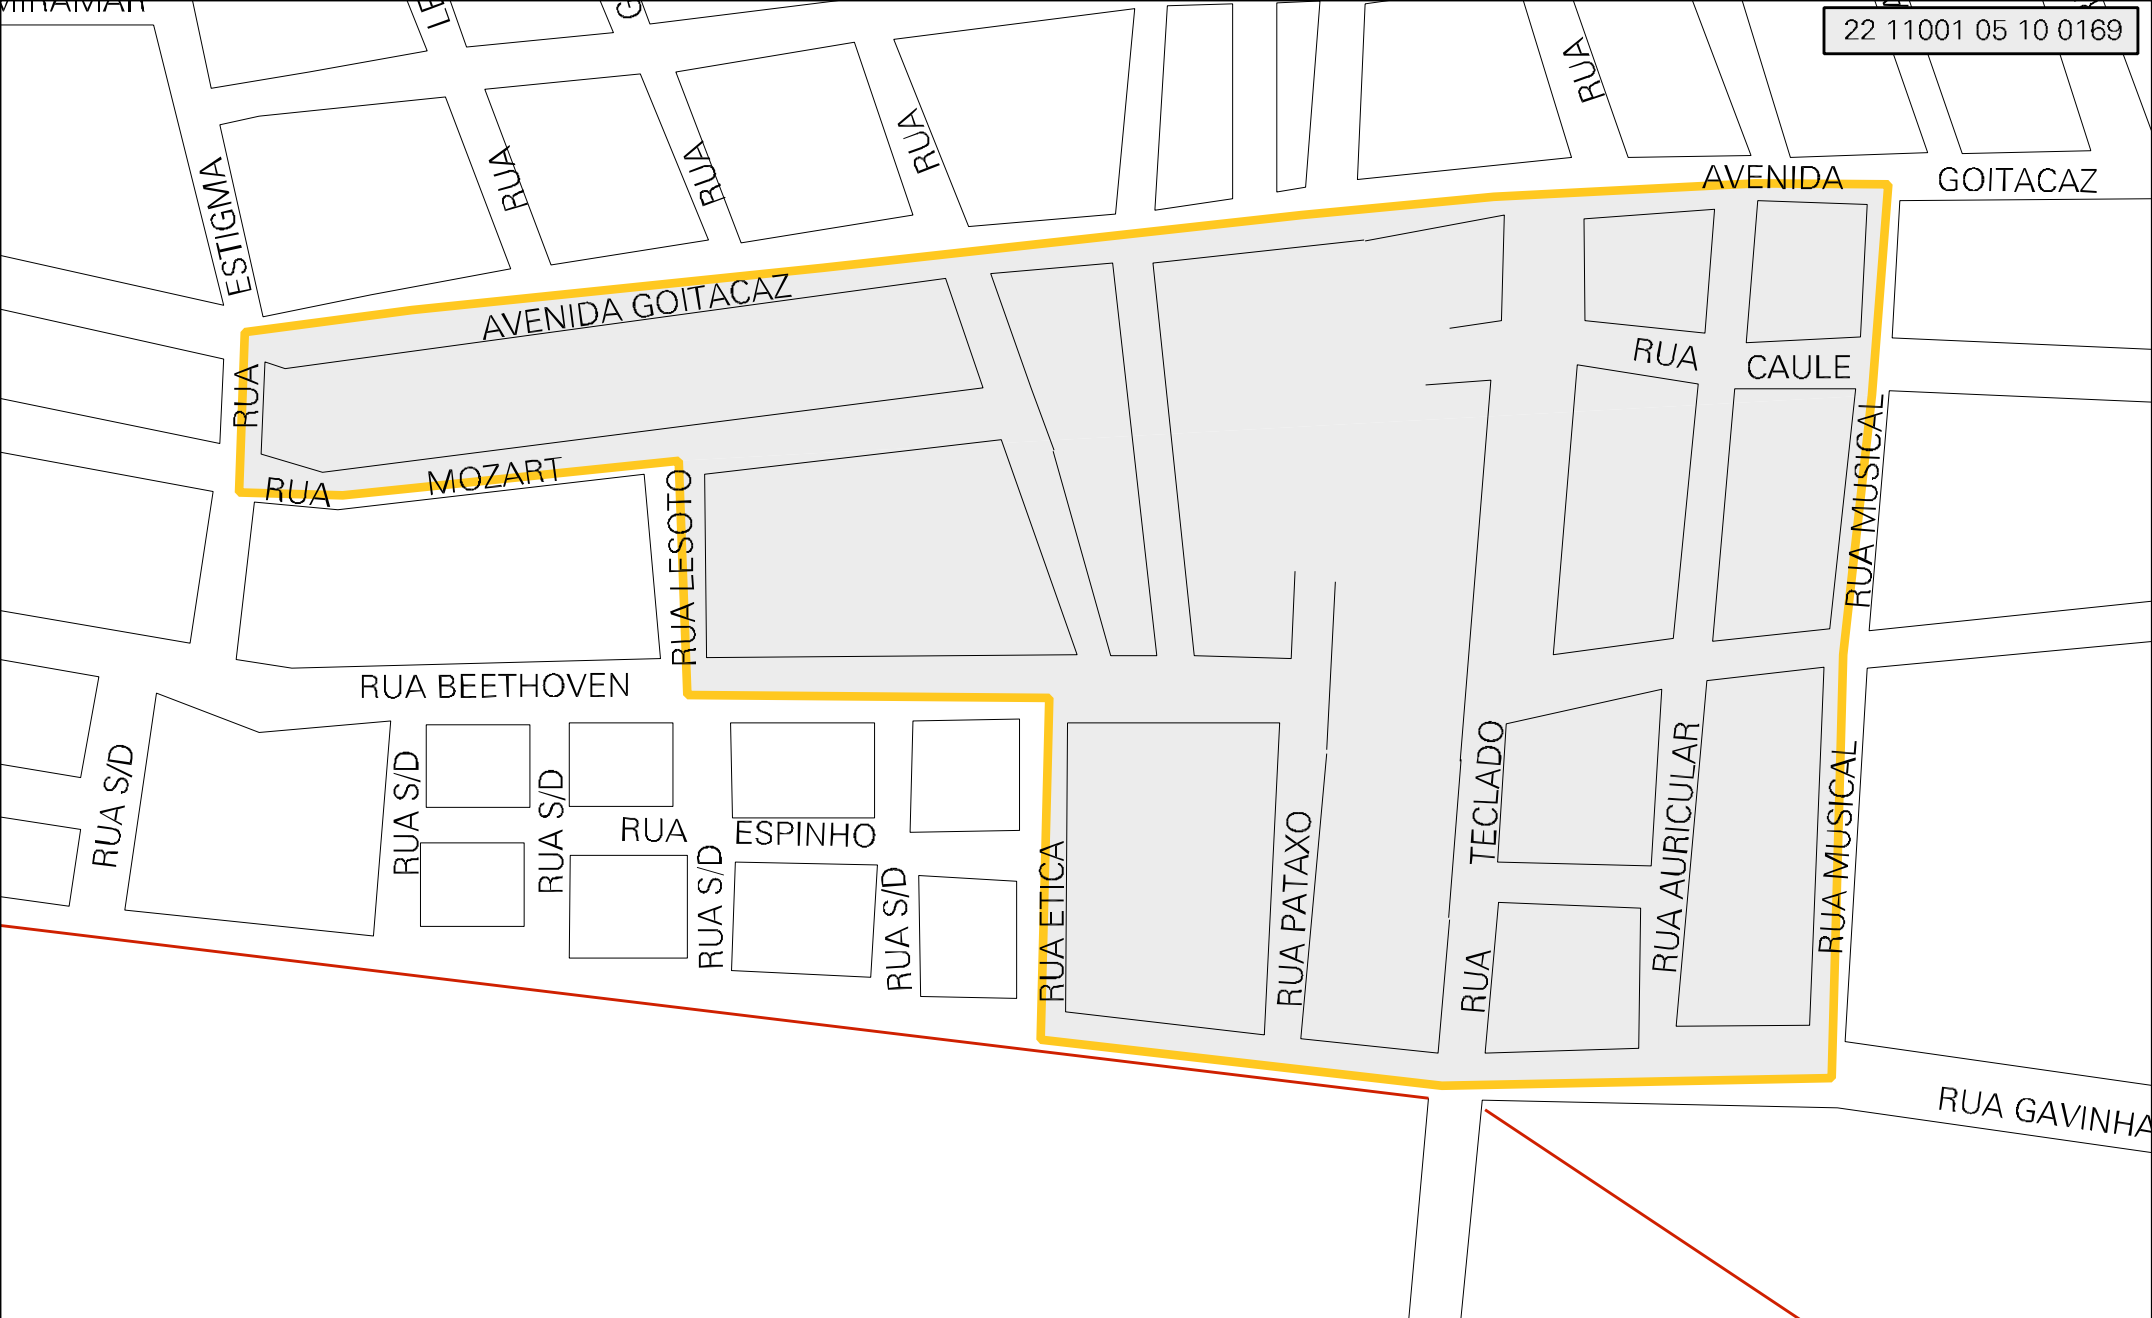 MIRAMAR
22 11001 05 10 0169
RUA
RUA
RUA
RUA
ESTIGMA
AVENIDA
GOITACAZ
AVENIDA GOITACAZ
RUA
CAULE
RUA
RUA
MOZART
RUA LESOTO
RUA MUSICAL
RUA BEETHOVEN
RUA S/D
RUA S/D
RUA S/D
RUA
ESPINHO
RUA S/D
RUA S/D
RUA ETICA
RUA PATAXO
TECLADO
RUA
RUA AURICULAR
RUA MUSICAL
RUA GAVINHA